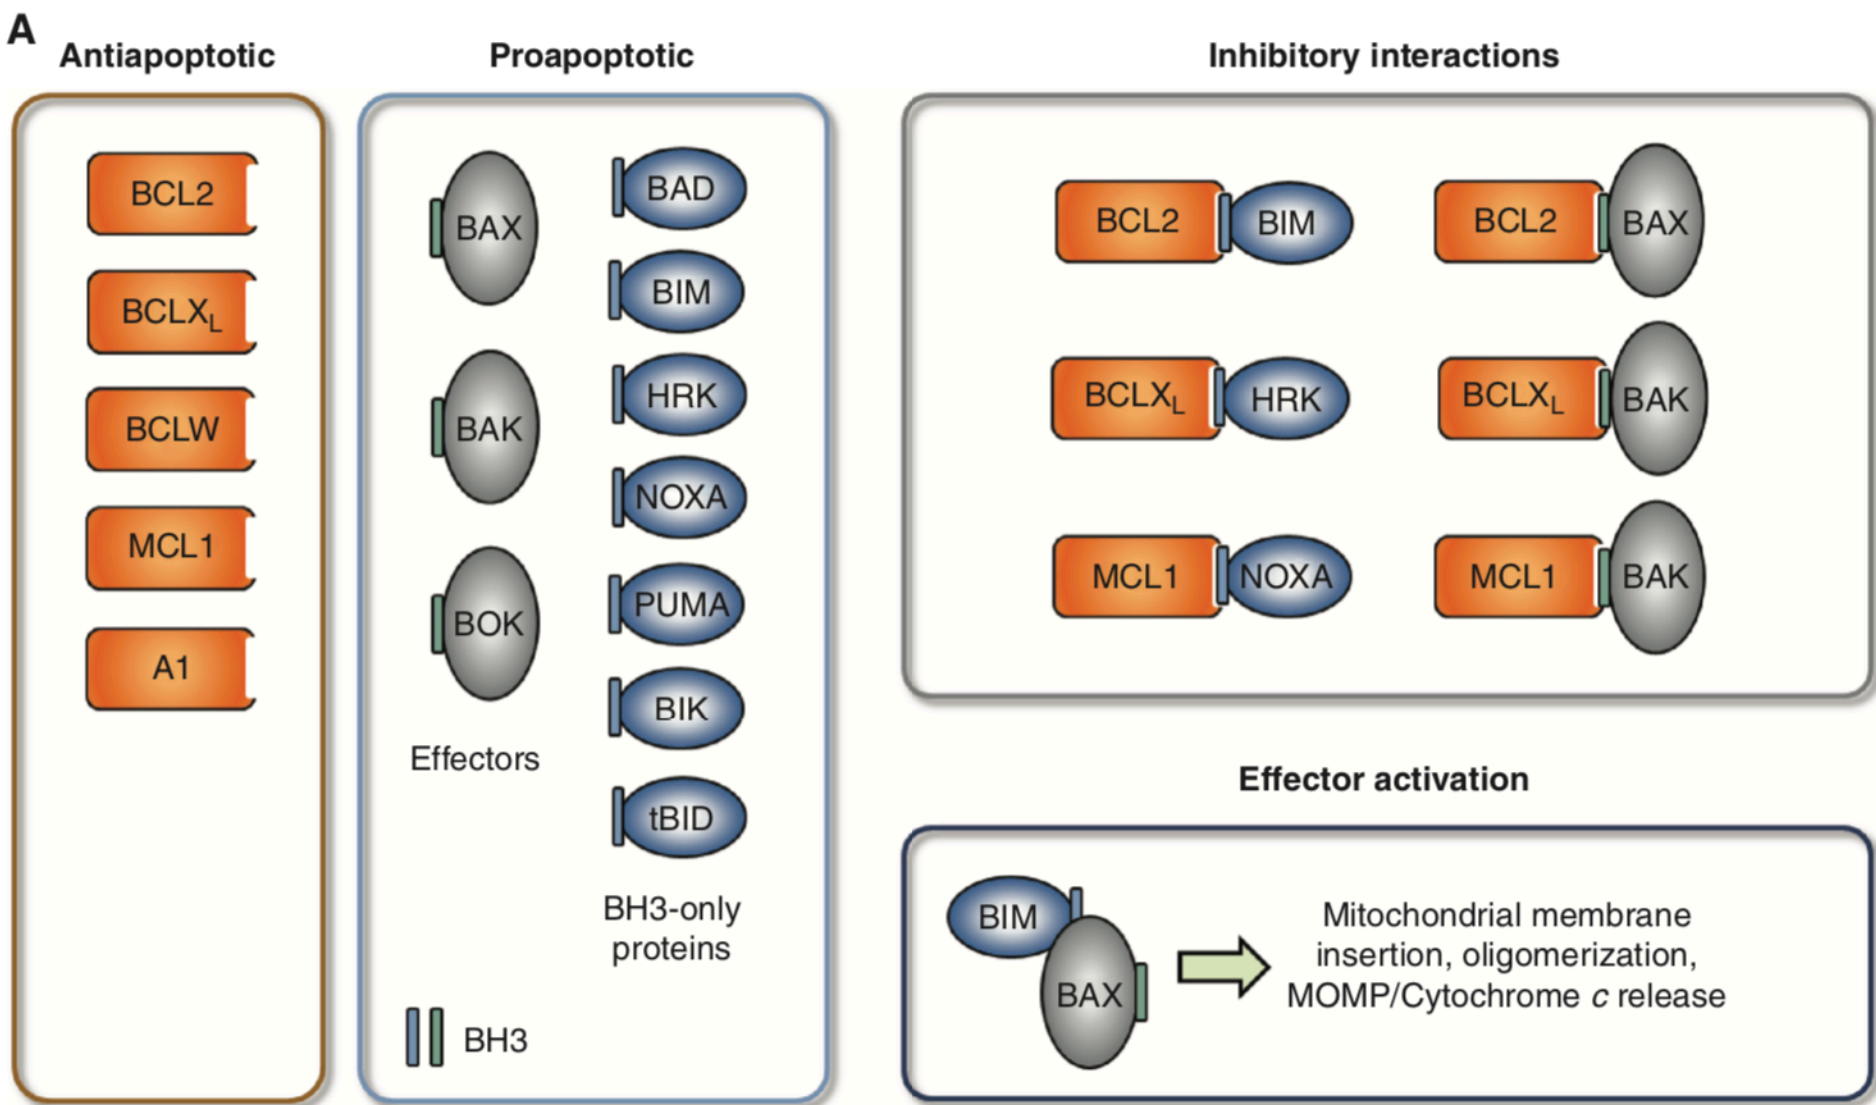 A
Antiapoptotic
BCL2
BCLXL
BCLW
MCL1
A1
Proapoptotic
BAX
BAK
BOK
Effectors
BAD
BIM
HRK
NOXA
PUMA
BIK
tBID
BH3-only
proteins
BH3
Inhibitory interactions
BCL2 BIM BCL2 BAX
BCLXL HRK BCLXL BAK
MCL1 NOXA MCL1 BAK
Effector activation
BIM
BAX
Mitochondrial membrane
insertion, oligomerization,
MOMP/Cytochrome c release